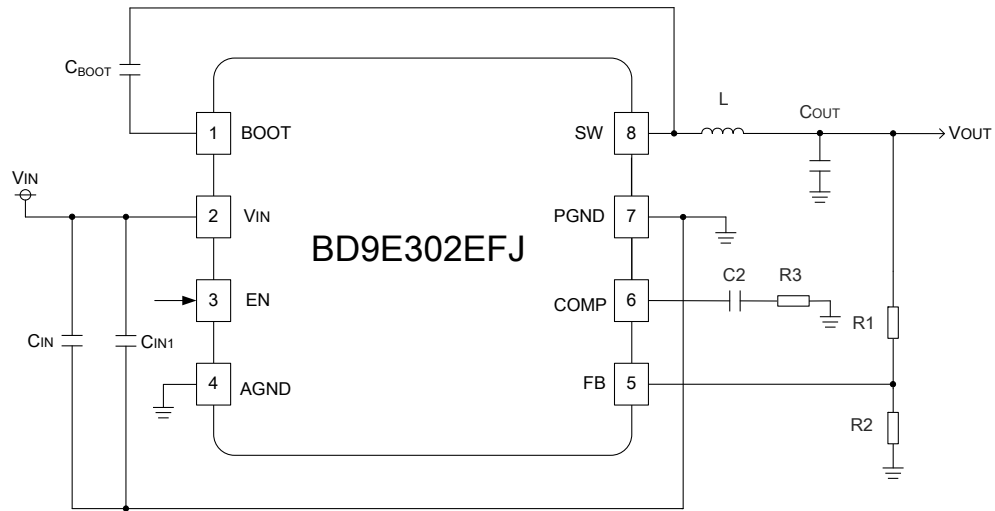 CBOOT
L
COUT
1 BOOT
SW 8
VOUT
VIN
2 VIN
PGND 7
BD9E302EFJ
C2 R3
3 EN
COMP 6
R1
CIN
CIN1
4 AGND
FB 5
R2